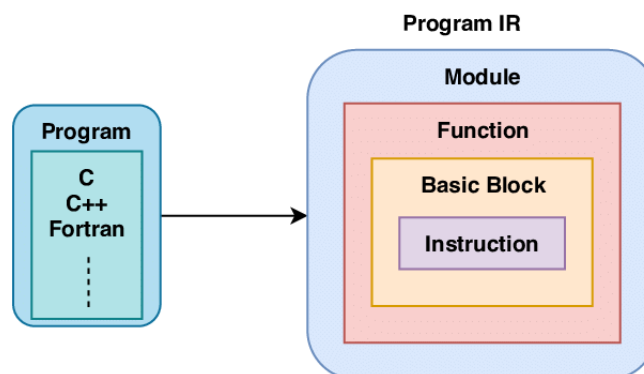 Program IR
Module
Program
Function
C
Basic Block
C++
Fortran
Instruction